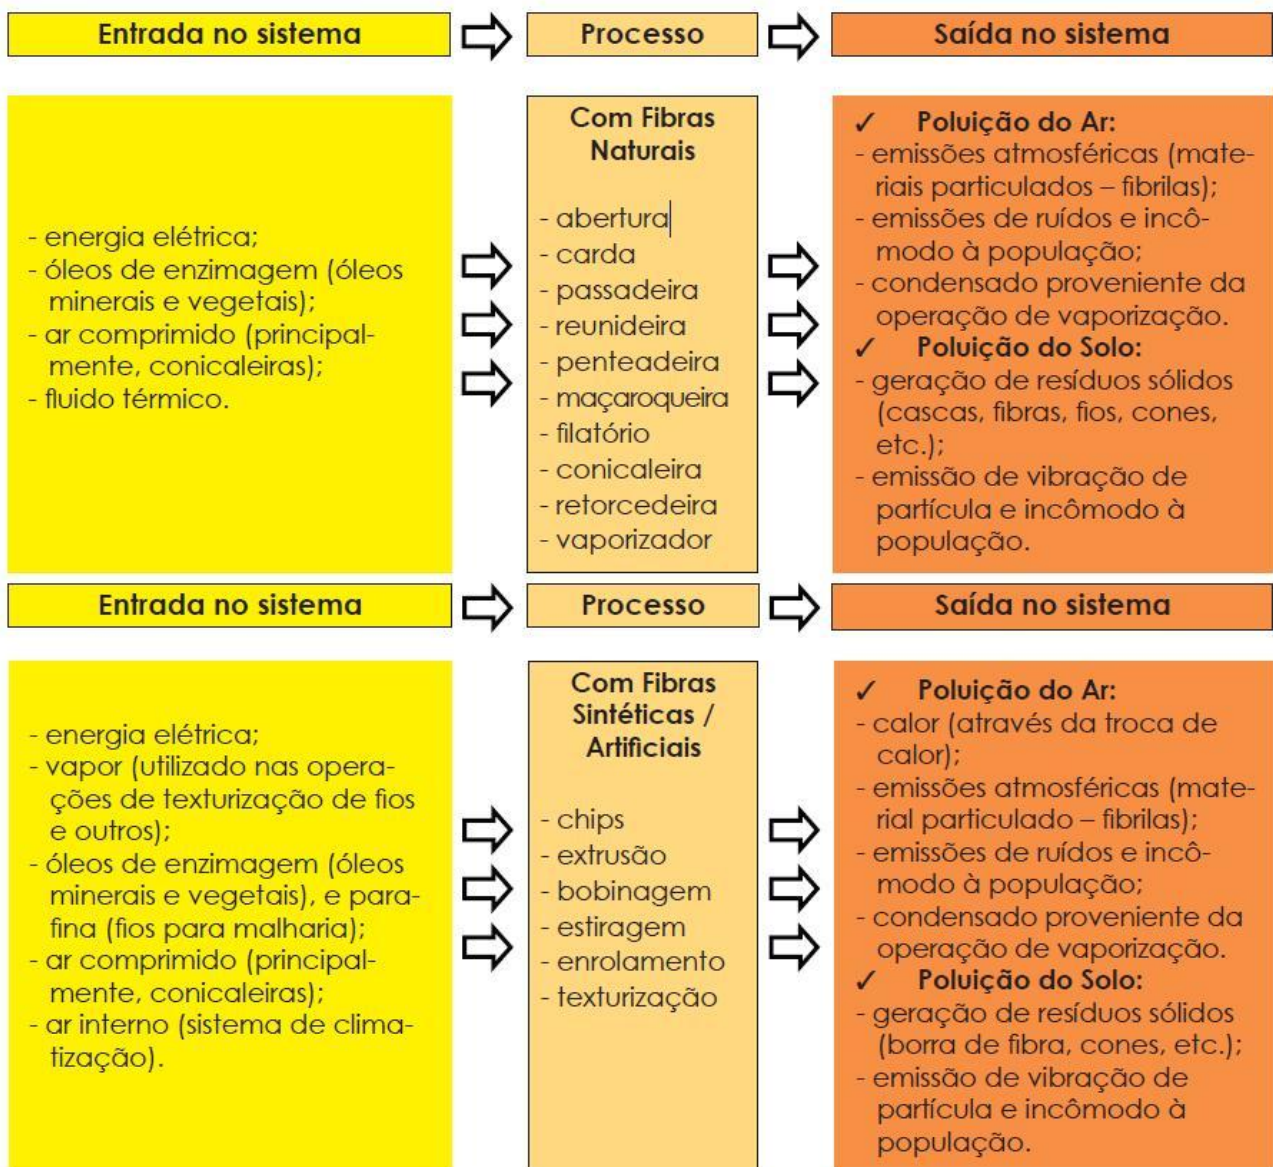 Entrada no sistema
Processo
Saída no sistema
- energia elétrica;
- óleos de enzimagem (óleos
minerais e vegetais);
- ar comprimido (principal-
mente, conicaleiras);
- fluido térmico.
Com Fibras
Naturais
- abertura
- carda
- passadeira
- reunideira
- penteadeira
- maçaroqueira
- filatório
- conicaleira
- retorcedeira
- vaporizador
✓ Poluição do Ar:
- emissões atmosféricas (mate-
riais particulados – fibrilas);
- emissões de ruídos e incô-
modo à população;
- condensado proveniente da
operação de vaporização.
✓ Poluição do Solo:
- geração de resíduos sólidos
(cascas, fibras, fios, cones,
etc.);
- emissão de vibração de
partícula e incômodo à
população.
Entrada no sistema
Processo
Saída no sistema
- energia elétrica;
- vapor (utilizado nas opera-
ções de texturização de fios
e outros);
- óleos de enzimagem (óleos
minerais e vegetais), e para-
fina (fios para malharia);
- ar comprimido (principal-
mente, conicaleiras);
- ar interno (sistema de clima-
tização).
Com Fibras
Sintéticas /
Artificiais
- chips
- extrusão
- bobinagem
- estiragem
- enrolamento
- texturização
✓ Poluição do Ar:
- calor (através da troca de
calor);
- emissões atmosféricas (mate-
rial particulado – fibrilas);
- emissões de ruídos e incô-
modo à população;
- condensado proveniente da
operação de vaporização.
✓ Poluição do Solo:
- geração de resíduos sólidos
(borra de fibra, cones, etc.);
- emissão de vibração de
partícula e incômodo à
população.